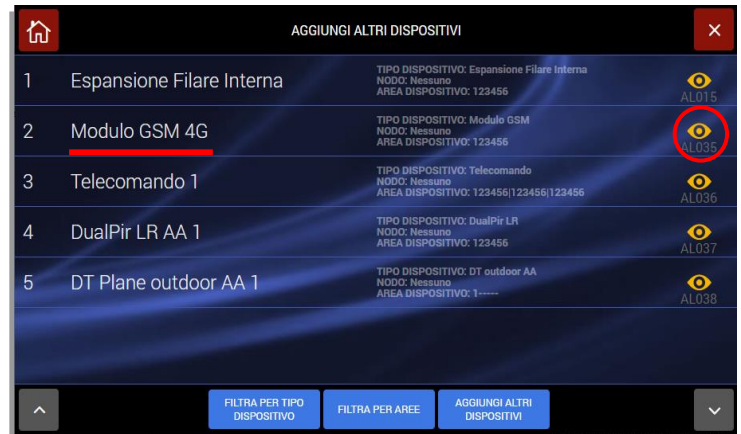 AGGIUNGI ALTRI DISPOSITIVI
1 Espansione Filare Interna
TIPO DISPOSITIVO: Espansione Filare Interna
NODO: Nessuno
AREA DISPOSITIVO: 123456
AL015
2 Modulo GSM 4G
TIPO DISPOSITIVO: Modulo GSM
NODO: Nessuno
AREA DISPOSITIVO: 123456
AL035
3 Telecomando 1
TIPO DISPOSITIVO: Telecomando
NODO: Nessuno
AREA DISPOSITIVO: 123456|123456|123456
AL036
4 DualPir LR AA 1
TIPO DISPOSITIVO: DualPir LR
NODO: Nessuno
AREA DISPOSITIVO: 123456
AL037
5 DT Plane outdoor AA 1
TIPO DISPOSITIVO: DT outdoor AA
NODO: Nessuno
AREA DISPOSITIVO: 1-----
AL038
FILTRA PER TIPO
DISPOSITIVO
FILTRA PER AREE
AGGIUNGI ALTRI
DISPOSITIVI